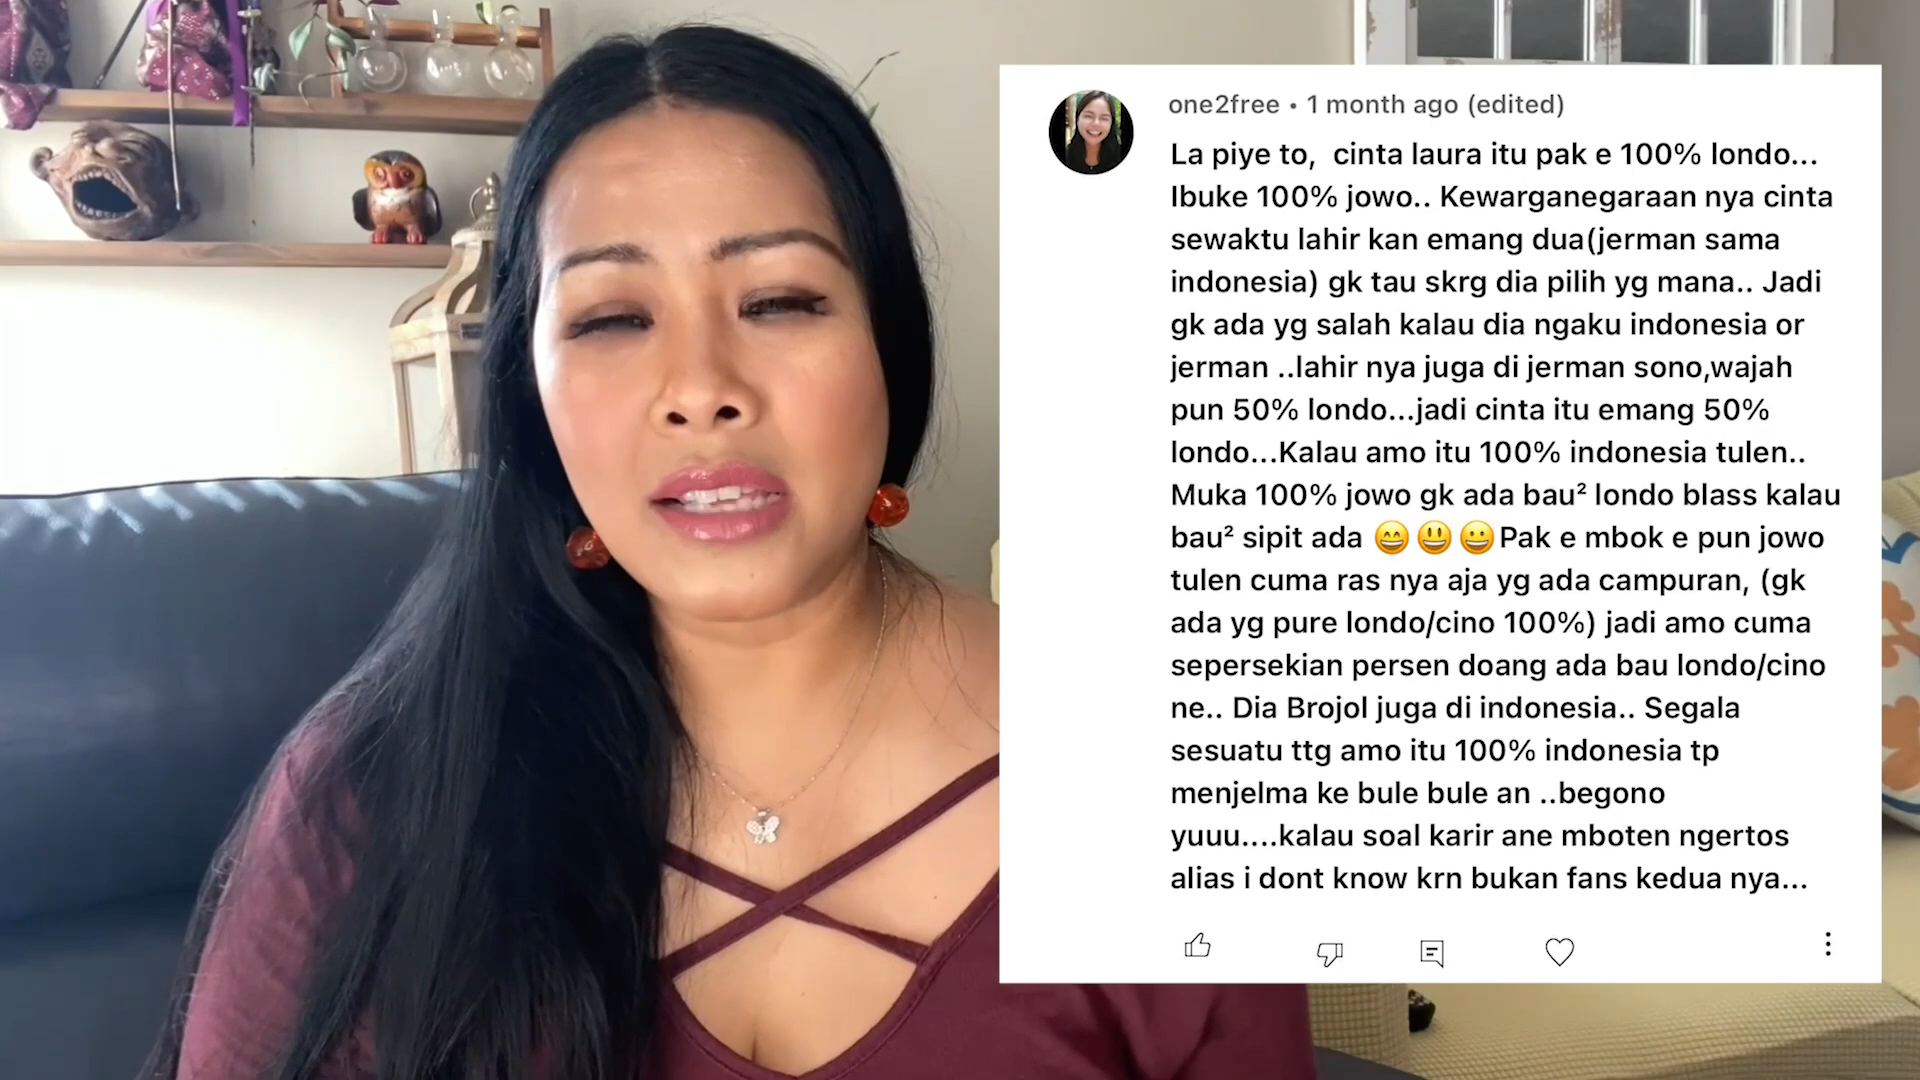 one2free • 1 month ago (edited)
La piye to,  cinta laura itu pak e 100% londo...
Ibuke 100% jowo.. Kewarganegaraan nya cinta
sewaktu lahir kan emang dua(jerman sama
indonesia) gk tau skrg dia pilih yg mana.. Jadi
gk ada yg salah kalau dia ngaku indonesia or
jerman ..lahir nya juga di jerman sono,wajah
pun 50% londo...jadi cinta itu emang 50%
londo...Kalau amo itu 100% indonesia tulen..
Muka 100% jowo gk ada bau² londo blass kalau
bau² sipit ada 😄😃😀Pak e mbok e pun jowo
tulen cuma ras nya aja yg ada campuran, (gk
ada yg pure londo/cino 100%) jadi amo cuma
sepersekian persen doang ada bau londo/cino
ne.. Dia Brojol juga di indonesia.. Segala
sesuatu ttg amo itu 100% indonesia tp
menjelma ke bule bule an ..begono
yuuu....kalau soal karir ane mboten ngertos
alias i dont know krn bukan fans kedua nya...